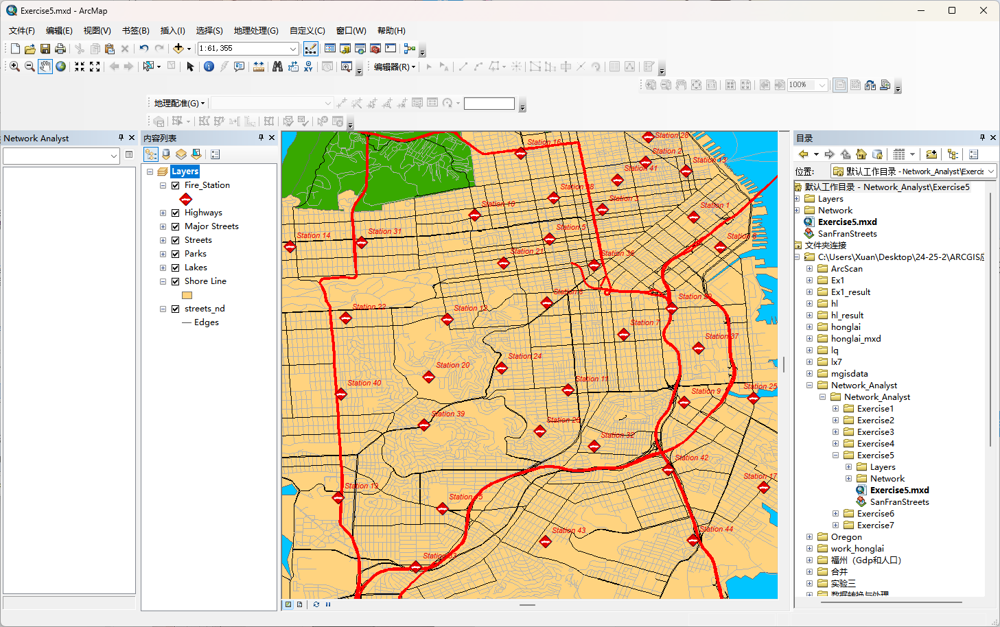 Exercise5.mxd - ArcMap
文件(F) 编辑(E) 视图(V) 书签(B) 插入(I) 选择(S) 地理处理(G) 自定义(C) 窗口(W) 帮助(H)
1:61,355
编辑器(R)
100%
地理配准(G)
Network Analyst
内容列表
Layers
Fire_Station
Highways
Major Streets
Streets
Parks
Lakes
Shore Line
streets_nd
Edges
Station 28
Station 16
Station 2
Station 13
Station 41
Station 38
Station 3
Station 10
Station 1
Station 5
Station 31
Station 14
Station 8
Station 21
Station 36
Station 6
Station 29
Station 22
Station 12
Station 7
Station 37
Station 24
Station 20
Station 11
Station 40
Station 25
Station 9
Station 39
Station 26
Station 32
Station 42
Station 17
Station 19
Station 15
Station 43
Station 44
Station 33
目录
位置:
默认工作目录 - Network_Analyst\Exercis
默认工作目录 - Network_Analyst\Exercise5
Layers
Network
Exercise5.mxd
SanFranStreets
文件夹连接
C:\Users\Xuan\Desktop\24-25-2\ARCGIS
ArcScan
Ex1
Ex1_result
hl
hl_result
honglai
honglai_mxd
lq
lx7
mgisdata
Network_Analyst
Network_Analyst
Exercise1
Exercise2
Exercise3
Exercise4
Exercise5
Layers
Network
Exercise5.mxd
SanFranStreets
Exercise6
Exercise7
Oregon
work_honglai
福州（Gdp和人口）
合并
实验三
数据转换与处理